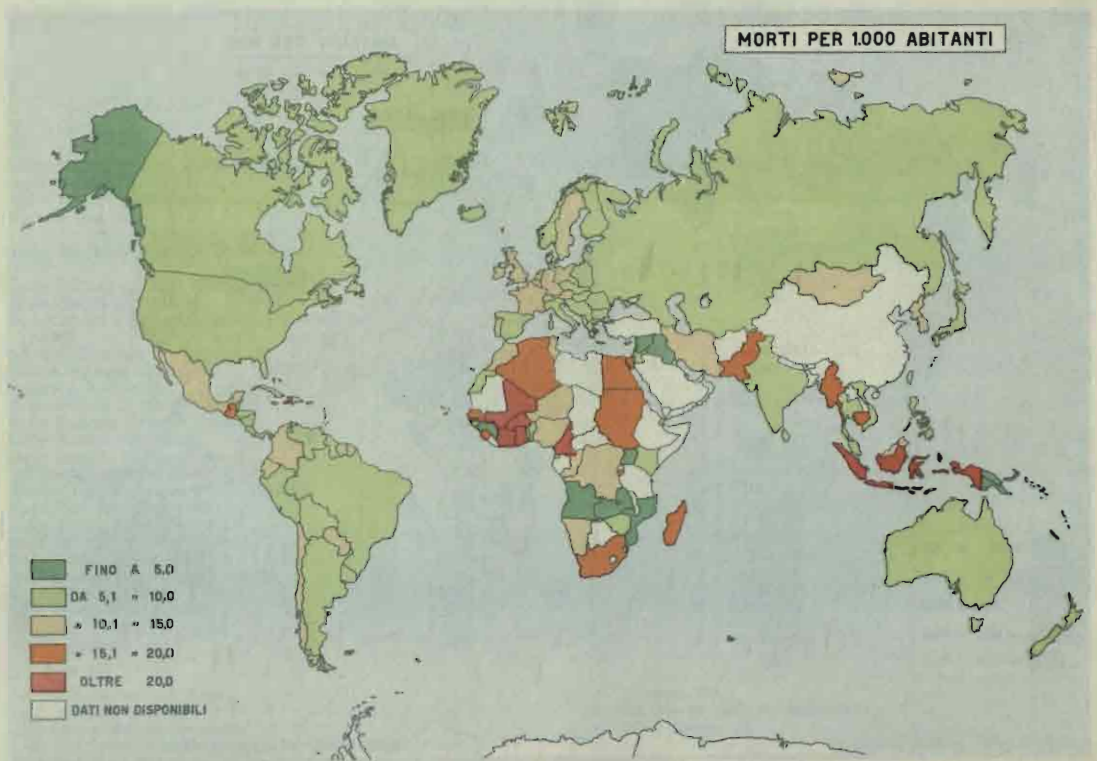 MORTI PER 1.000 ABITANTI
FINO A 5,0
DA 5,1 " 10,0
" 10,1 " 15,0
" 15,1 " 20,0
OLTRE 20,0
DATI NON DISPONIBILI